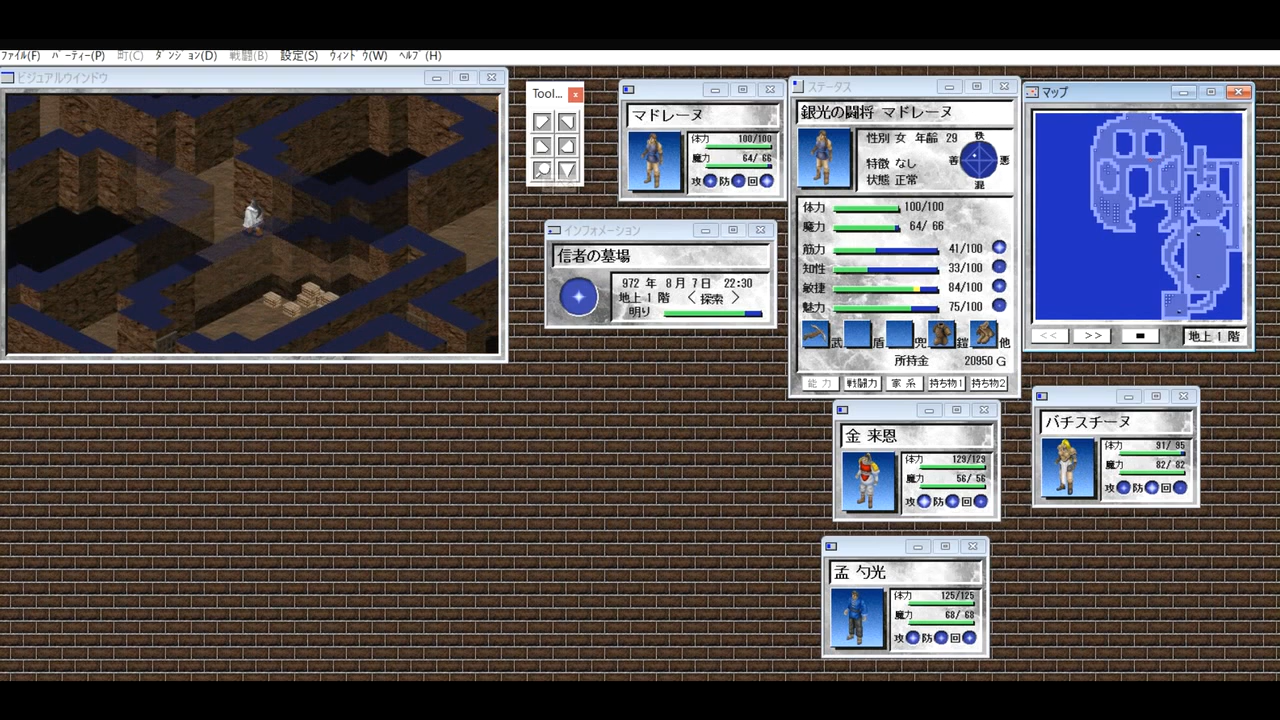 ﾌｧｲﾙ(F) ﾊﾟｰﾃｨｰ(P) 町(C) ﾀﾞﾝｼﾞｮﾝ(D) 戦闘(B) 設定(S) ｳｨﾝﾄﾞｳ(W) ﾍﾙﾌﾟ(H)
ビジュアルウインドウ
Tool...
マドレーヌ
体力 100/100
魔力 64/ 66
攻 防 回
インフォメーション
信者の墓場
972 年 8 月 7 日 22:30
地上 1 階 〈 探索 〉
明り
ステータス
銀光の闘将 マドレーヌ
性別 女 年齢 29
特徴 なし
状態 正常
秩
善 悪
混
体力 100/100
魔力 64/ 66
筋力 41/100
知性 33/100
敏捷 84/100
魅力 75/100
武 盾 兜 鎧 他
所持金 20950 G
能力 戦闘力 家系 持ち物1 持ち物2
マップ
<< >> ■ 地上 1 階
金 来恩
体力 129/129
魔力 56/ 56
攻 防 回
バチスチーヌ
体力 91/ 95
魔力 82/ 82
攻 防 回
孟 勺光
体力 125/125
魔力 68/ 68
攻 防 回